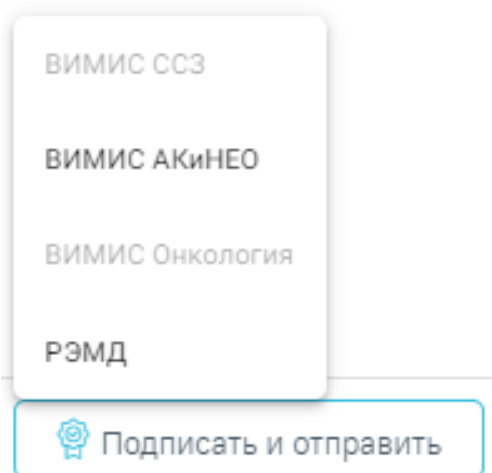 ВИМИС ССЗ
ВИМИС АКиНЕО
ВИМИС Онкология
РЭМД
Подписать и отправить